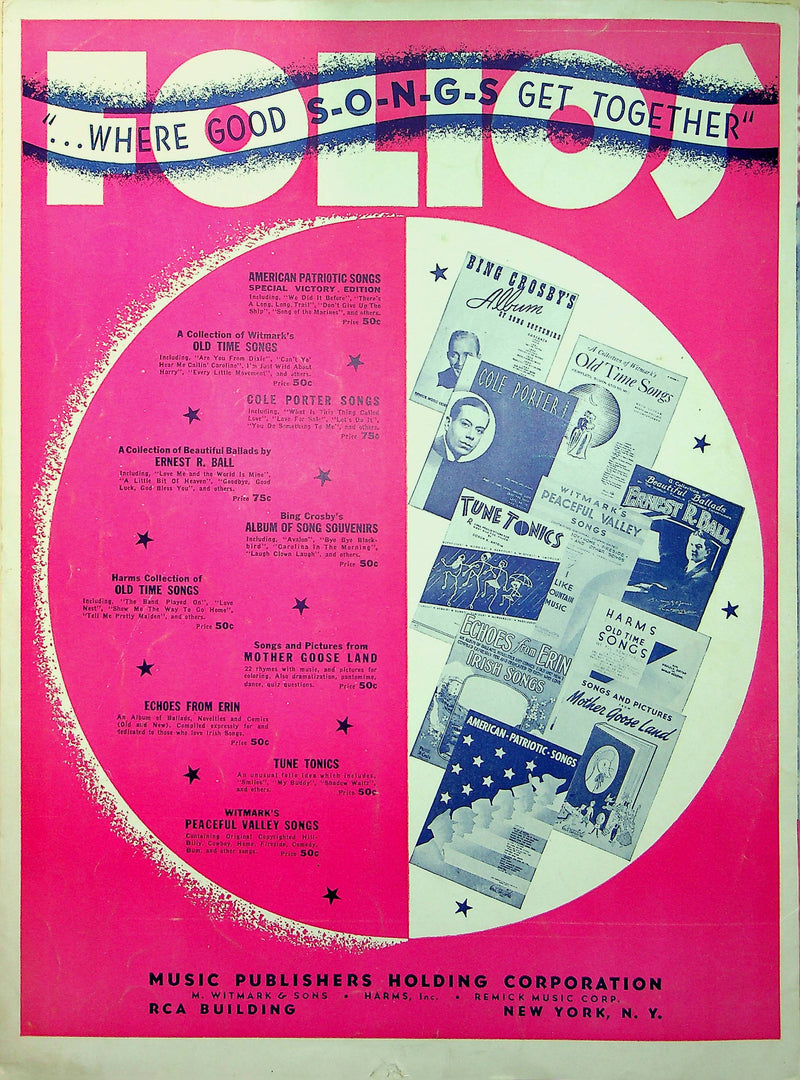 FOLIOS
"...WHERE GOOD S-O-N-G-S GET TOGETHER"
AMERICAN PATRIOTIC SONGS
SPECIAL VICTORY EDITION
Including, "We Did It Before", "There's
A Long, Long, Trail", "Don't Give Up The
Ship", "Song of the Marines", and others.
Price 50c
A Collection of Witmark's
OLD TIME SONGS
Including, "Are You From Dixie", "Can't Yo'
Hear Me Callin' Caroline", I'm Just Wild About
Harry", "Every Little Movement", and others.
Price 50c
COLE PORTER SONGS
Including, "What Is This Thing Called
Love", "Love For Sale", "Let's Do It",
"You Do Something To Me", and others.
Price 75c
A Collection of Beautiful Ballads by
ERNEST R. BALL
Including, "Love Me and the World Is Mine",
"A Little Bit Of Heaven", "Goodbye, Good
Luck, God Bless You", and others.
Price 75c
Bing Crosby's
ALBUM OF SONG SOUVENIRS
Including, "Avalon", "Bye Bye Black-
bird", "Carolina In The Morning",
"Laugh Clown Laugh", and others.
Price 50c
Harms Collection of
OLD TIME SONGS
Including, "The Band Played On", "Love
Nest", "Show Me The Way To Go Home",
"Tell Me Pretty Maiden", and others.
Price 50c
Songs and Pictures from
MOTHER GOOSE LAND
22 rhymes with music, and pictures for
coloring. Also dramatization, pantomime,
dance, quiz questions.
Price 50c
ECHOES FROM ERIN
An Album of Ballads, Novelties and Comics
(Old and New). Compiled expressly for and
dedicated to those who love Irish Songs.
Price 50c
TUNE TONICS
An unusual folio idea which includes,
"Smiles", "My Buddy", "Shadow Waltz",
and others.
Price 50c
WITMARK'S
PEACEFUL VALLEY SONGS
Containing Original Copyrighted Hill-
Billy, Cowboy, Home, Fireside, Comedy,
Bum, and other songs.
Price 50c
BING CROSBY'S
Album
OF SONG SOUVENIRS
A Collection of Witmark's
Old Time Songs
COLE PORTER
WITMARK'S
PEACEFUL VALLEY
SONGS
A Collection of
Beautiful Ballads
ERNEST R. BALL
TUNE TONICS
LIKE
MOUNTAIN
MUSIC
HARMS
OLD TIME
SONGS
ECHOES from ERIN
IRISH SONGS
SONGS AND PICTURES
Mother Goose Land
AMERICAN · PATRIOTIC · SONGS
MUSIC PUBLISHERS HOLDING CORPORATION
M. WITMARK & SONS • HARMS, Inc. • REMICK MUSIC CORP.
RCA BUILDING NEW YORK, N. Y.